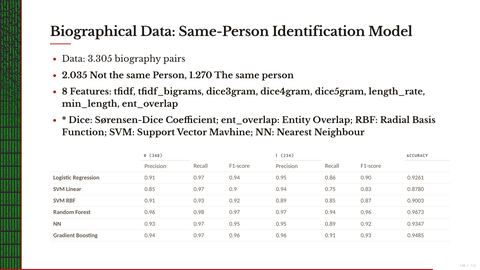 Biographical Data: Same-Person Identification Model
Data: 3.305 biography pairs
2.035 Not the same Person, 1.270 The same person
8 Features: tfidf, tfidf_bigrams, dice3gram, dice4gram, dice5gram, length_rate,
min_length, ent_overlap
* Dice: Sørensen-Dice Coefficient; ent_overlap: Entity Overlap; RBF: Radial Basis
Function; SVM: Support Vector Mavhine; NN: Nearest Neighbour
0 (368) 1 (234) ACCURACY
Precision Recall F1-score Precision Recall F1-score
Logistic Regression 0.91 0.97 0.94 0.95 0.86 0.90 0.9261
SVM Linear 0.85 0.97 0.9 0.94 0.75 0.83 0.8780
SVM RBF 0.91 0.93 0.92 0.89 0.85 0.87 0.9003
Random Forest 0.96 0.98 0.97 0.97 0.94 0.96 0.9673
NN 0.93 0.97 0.95 0.95 0.89 0.92 0.9347
Gradient Boosting 0.94 0.97 0.96 0.96 0.91 0.93 0.9485